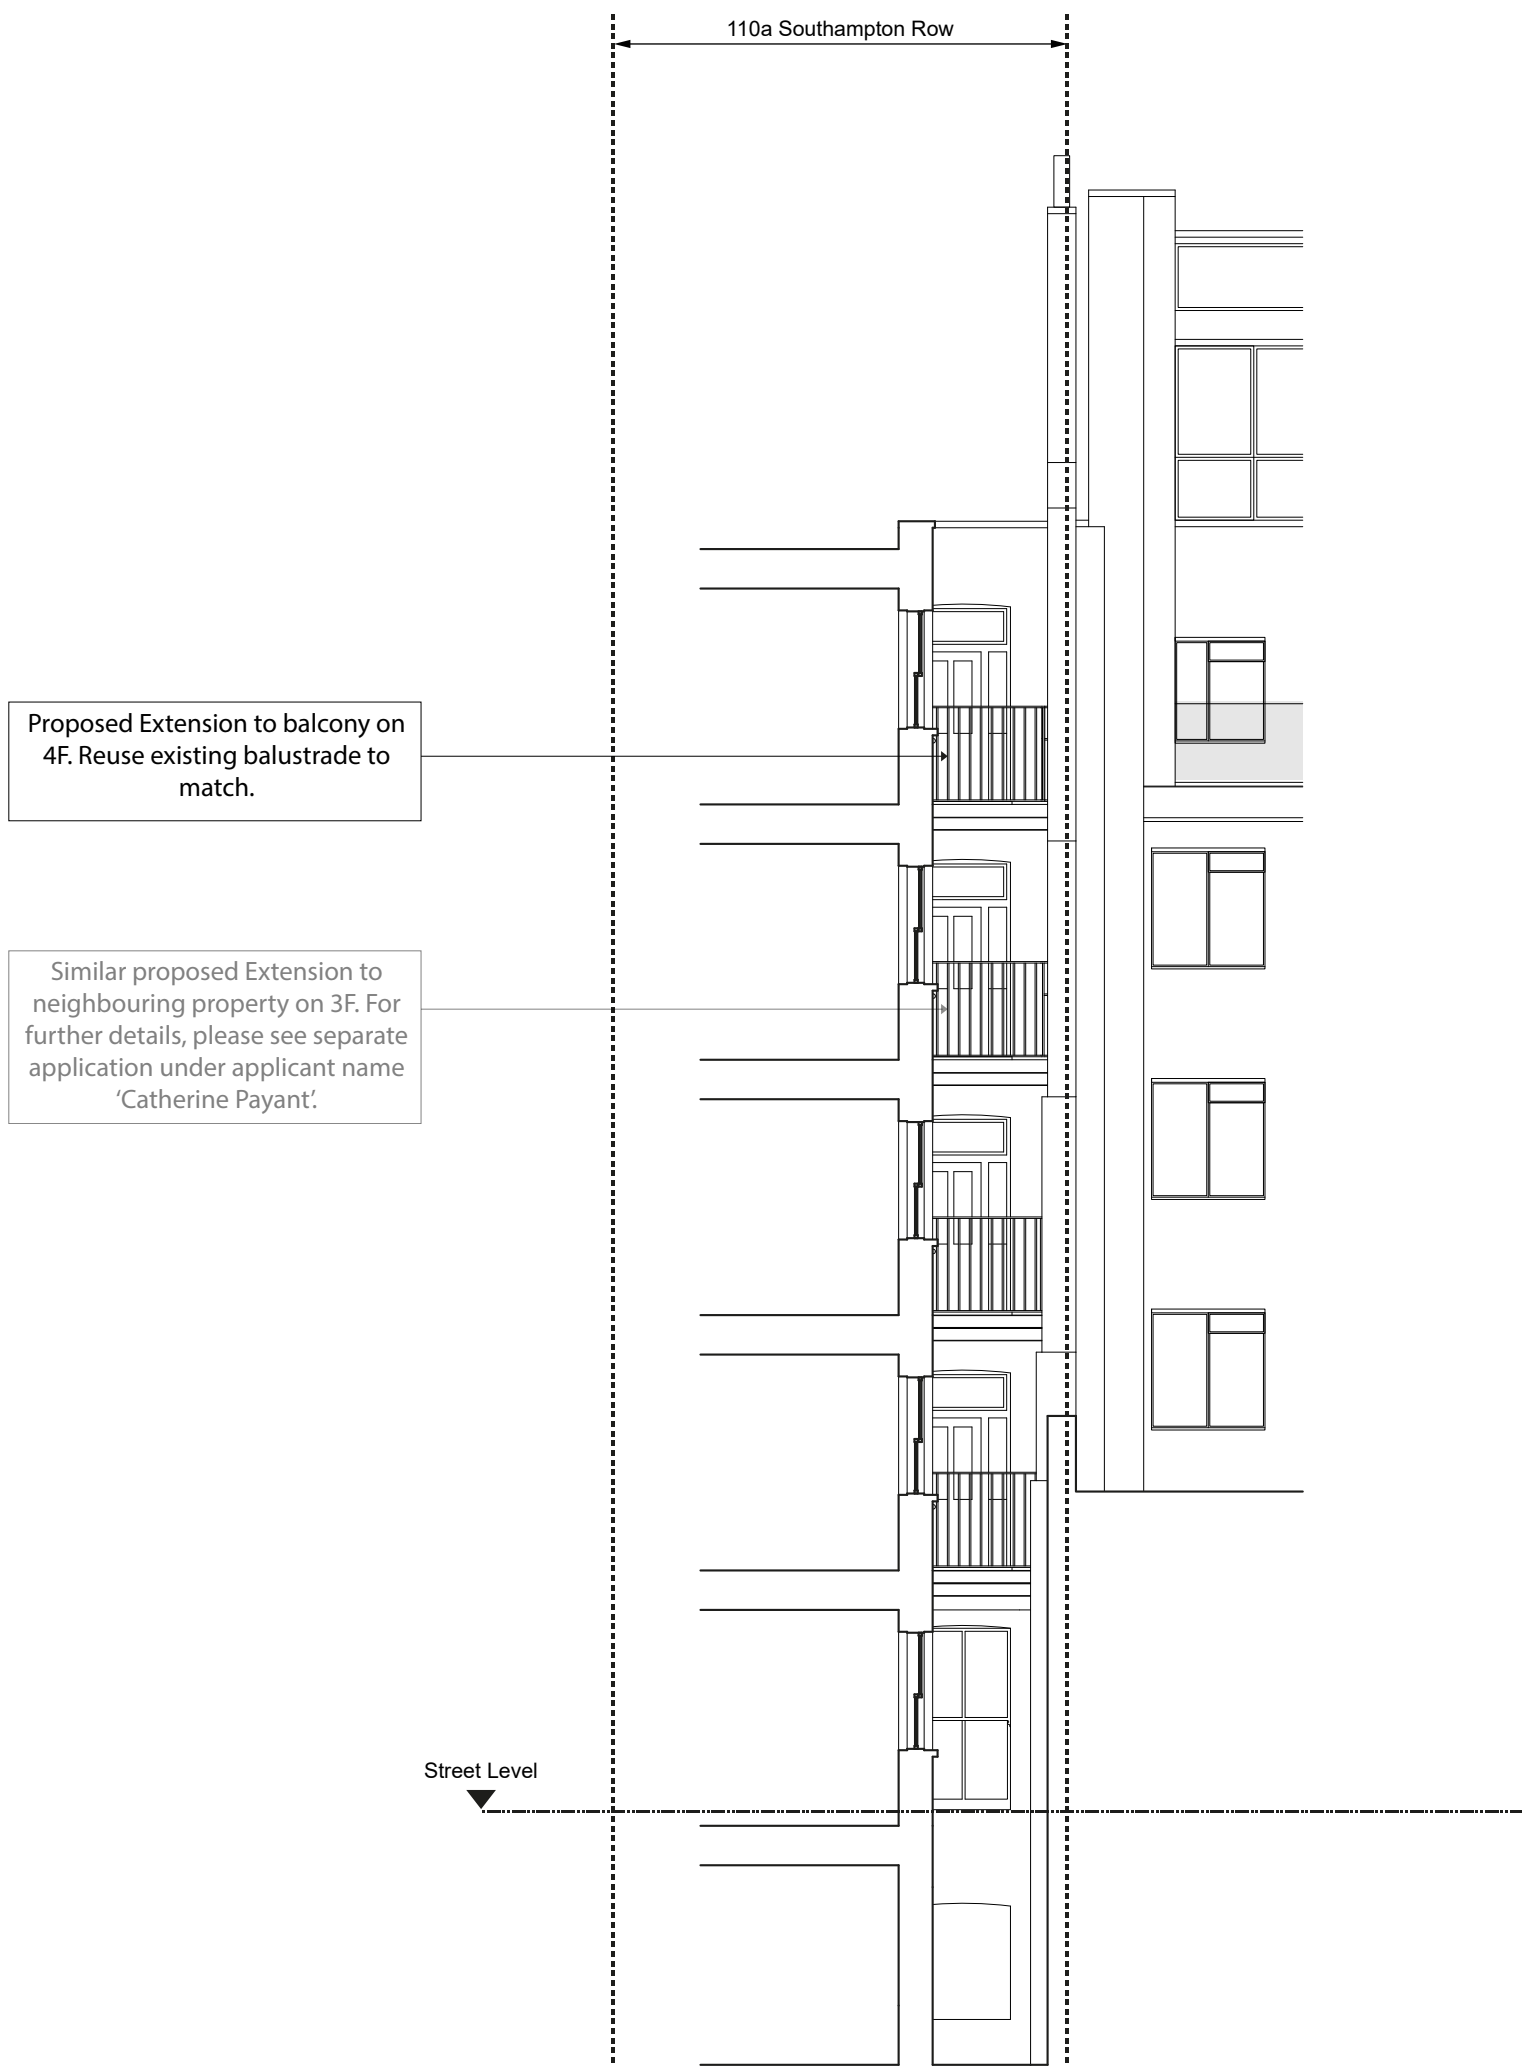 110a Southampton Row
Proposed Extension to balcony on
4F. Reuse existing balustrade to
match.
Similar proposed Extension to
neighbouring property on 3F. For
further details, please see separate
application under applicant name
‘Catherine Payant’.
Street Level